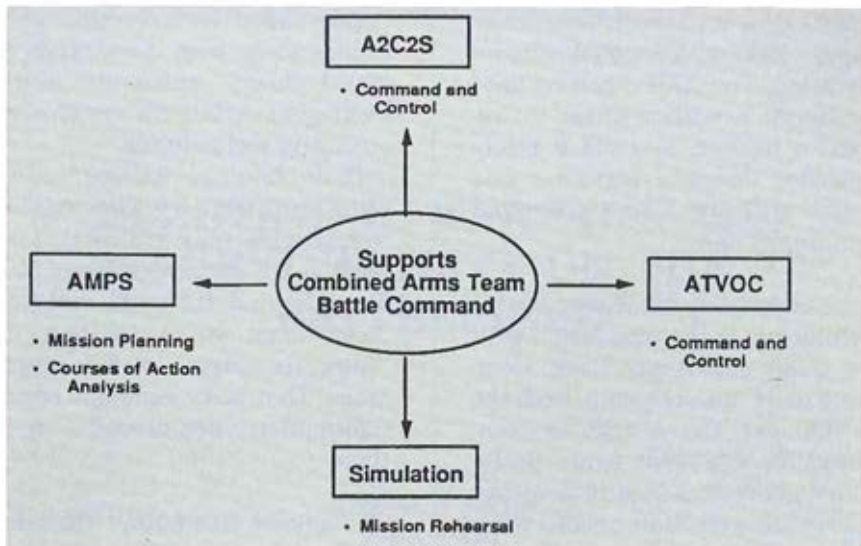 A2C2S
• Command and
Control
Supports
Combined Arms Team
Battle Command
AMPS
• Mission Planning
• Courses of Action
Analysis
ATVOC
• Command and
Control
Simulation
• Mission Rehearsal